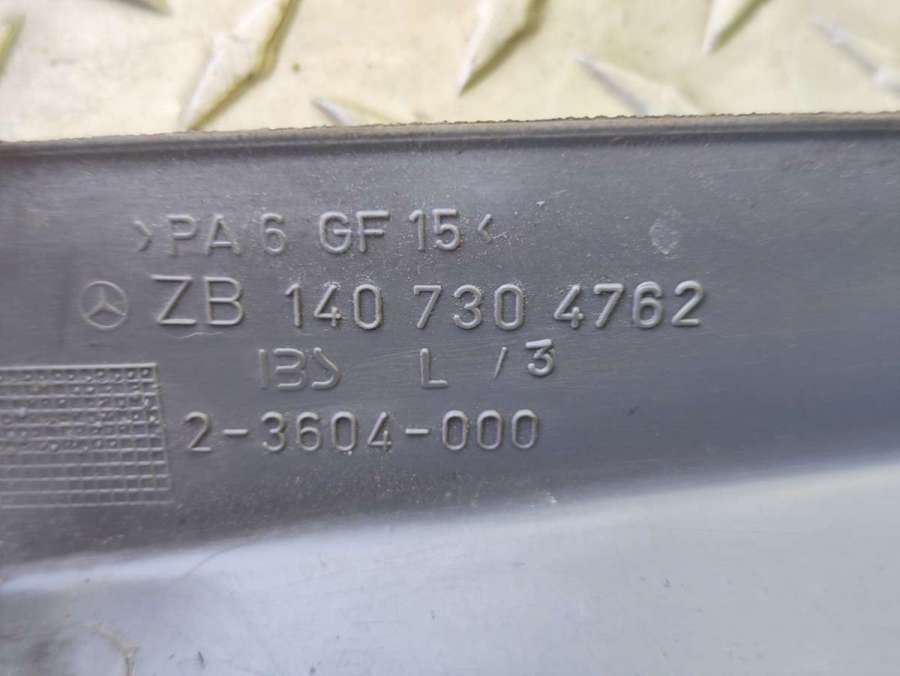 >PA 6 GF 15<
ZB 140 730 4762
IBS L /3
2-3604-000